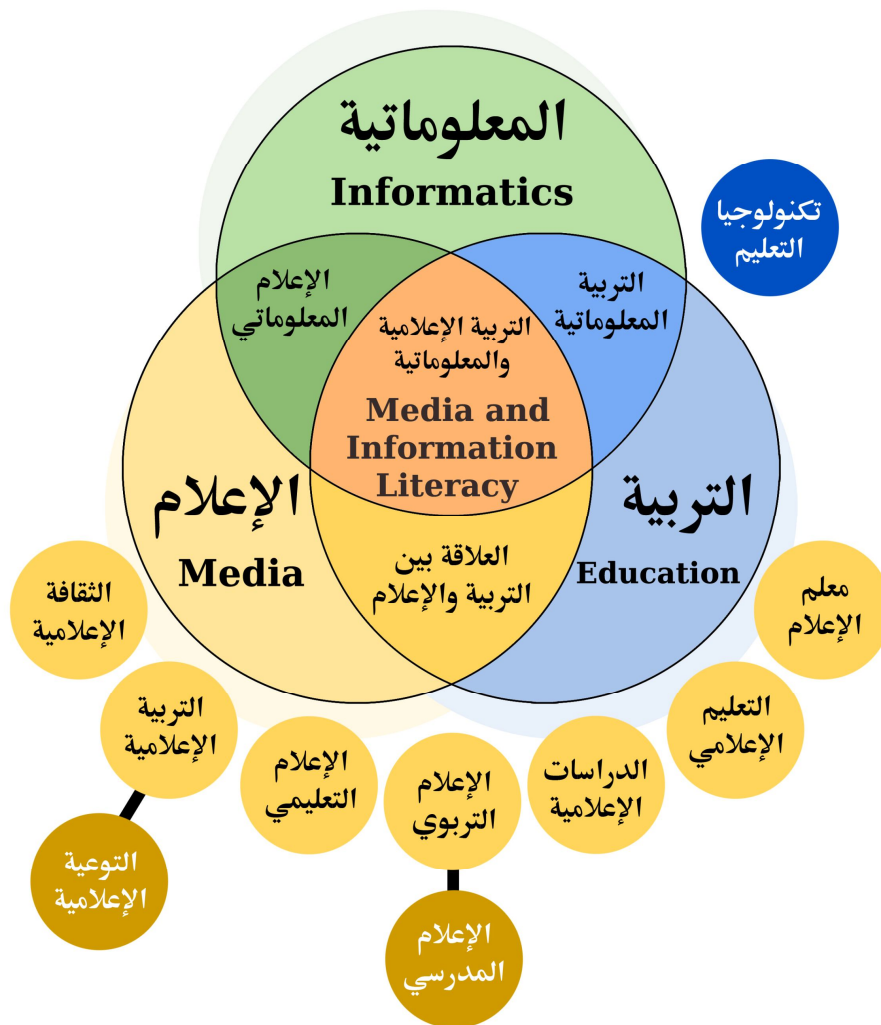 المعلوماتية
Informatics
تكنولوجيا
التعليم
الإعلام
المعلوماتي
التربية
المعلوماتية
التربية الإعلامية
والمعلوماتية
Media and
Information
Literacy
الإعلام
Media
التربية
Education
العلاقة بين
التربية والإعلام
الثقافة
الإعلامية
معلم
الإعلام
التربية
الإعلامية
التعليم
الإعلامي
الإعلام
التعليمي
الإعلام
التربوي
الدراسات
الإعلامية
التوعية
الإعلامية
الإعلام
المدرسي